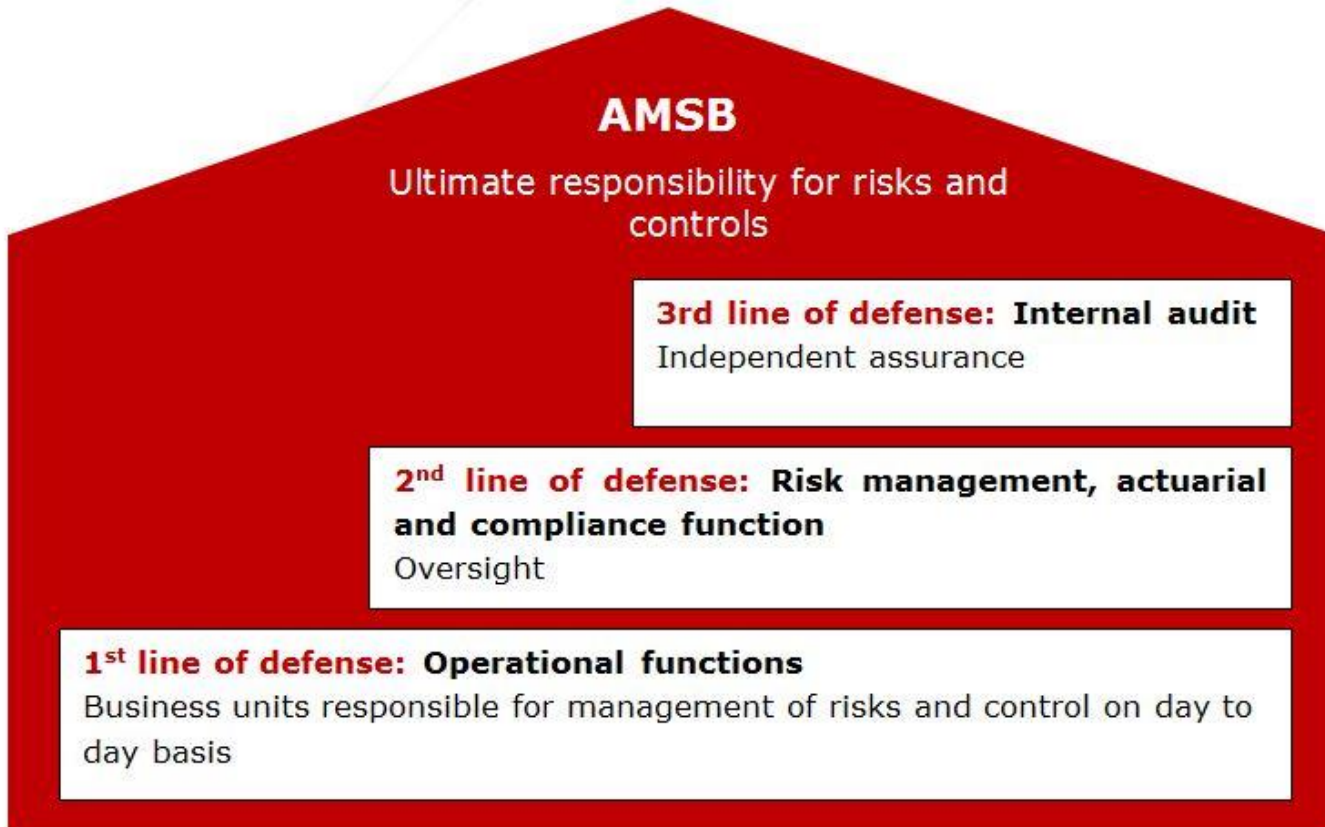 AMSB
Ultimate responsibility for risks and
controls
3rd line of defense: Internal audit
Independent assurance
2nd line of defense: Risk management, actuarial
and compliance function
Oversight
1st line of defense: Operational functions
Business units responsible for management of risks and control on day to
day basis